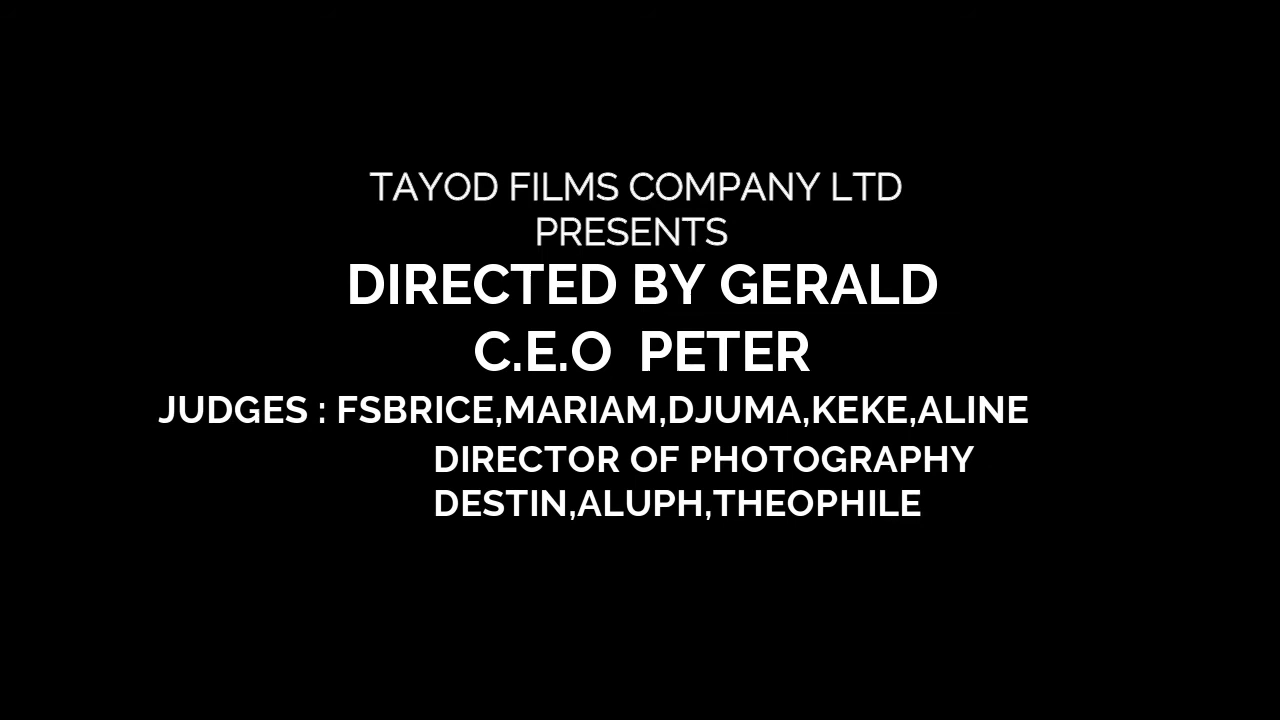 TAYOD FILMS COMPANY LTD
PRESENTS
DIRECTED BY GERALD
C.E.O  PETER
JUDGES : FSBRICE,MARIAM,DJUMA,KEKE,ALINE
DIRECTOR OF PHOTOGRAPHY
DESTIN,ALUPH,THEOPHILE